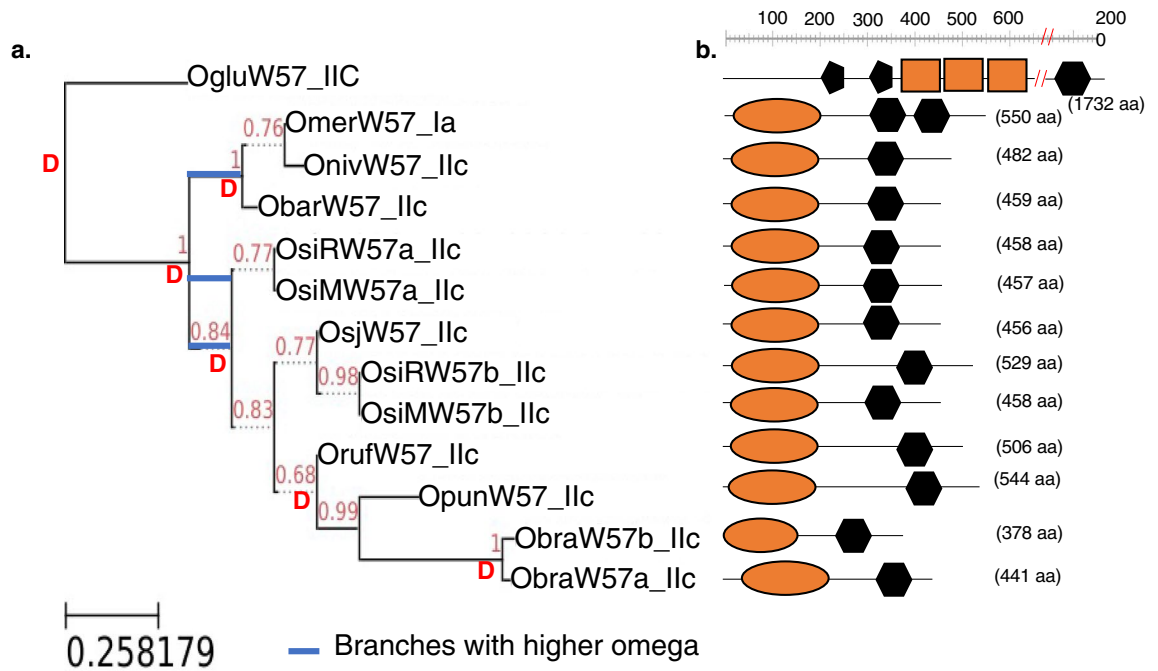 100 200 300 400 500 600 200
0
a.
b.
OgluW57_IIC
(1732 aa)
0.76 OmerW57_Ia
(550 aa)
D
1 OnivW57_IIc
(482 aa)
D
ObarW57_IIc
(459 aa)
1
0.77 OsiRW57a_IIc
(458 aa)
D
OsiMW57a_IIc
(457 aa)
0.84
OsjW57_IIc
(456 aa)
D
0.77
0.98 OsiRW57b_IIc
(529 aa)
0.83
OsiMW57b_IIc
(458 aa)
OrufW57_IIc
(506 aa)
0.68
D
0.99
OpunW57_IIc
(544 aa)
1 ObraW57b_IIc
(378 aa)
D
ObraW57a_IIc
(441 aa)
0.258179
Branches with higher omega